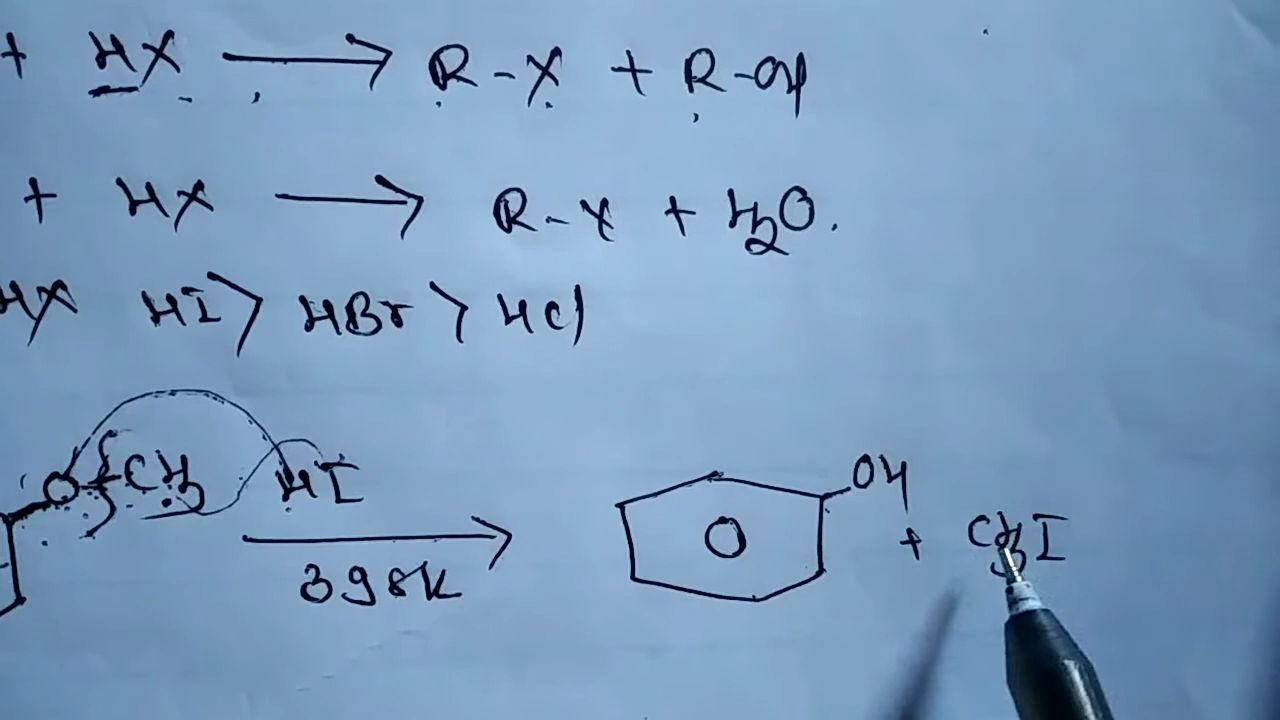 + HX → R-X + R-OH
+ HX → R-X + H2O.
HX HI > HBr > HCl
O CH3 HI 398K OH + CH3I